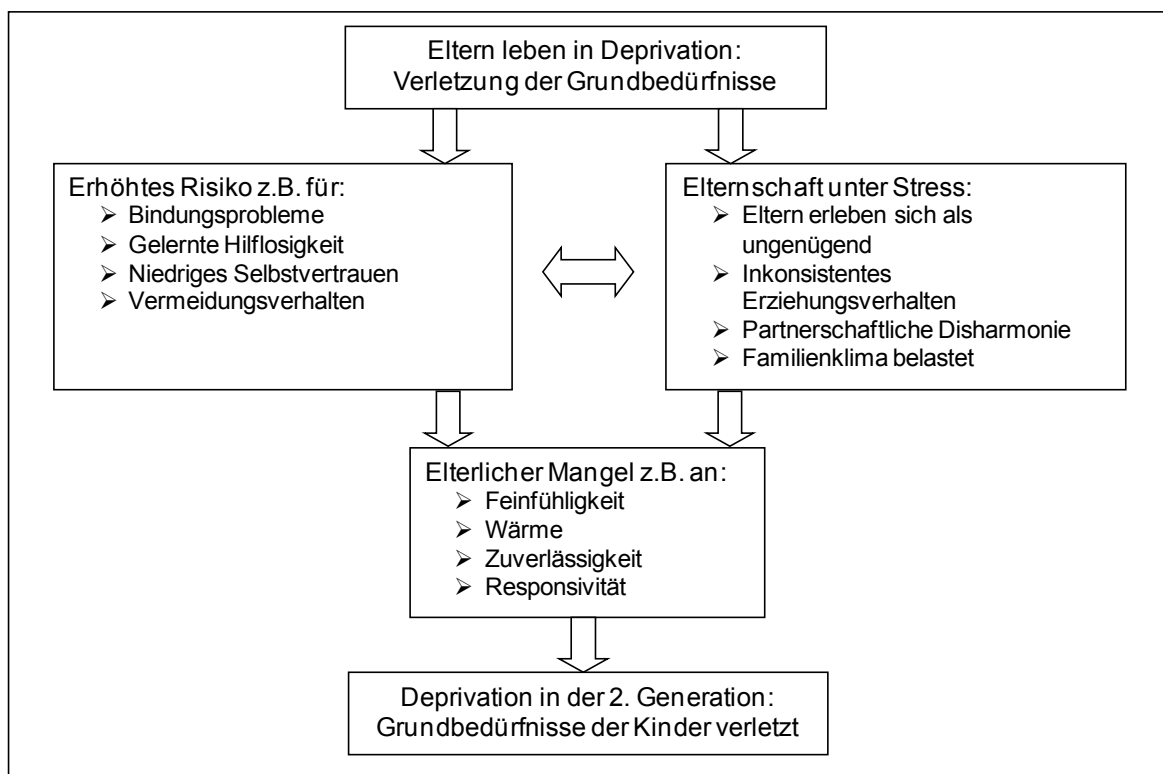 Eltern leben in Deprivation:
Verletzung der Grundbedürfnisse
Erhöhtes Risiko z.B. für:
➢ Bindungsprobleme
➢ Gelernte Hilflosigkeit
➢ Niedriges Selbstvertrauen
➢ Vermeidungsverhalten
Elternschaft unter Stress:
➢ Eltern erleben sich als
ungenügend
➢ Inkonsistentes
Erziehungsverhalten
➢ Partnerschaftliche Disharmonie
➢ Familienklima belastet
Elterlicher Mangel z.B. an:
➢ Feinfühligkeit
➢ Wärme
➢ Zuverlässigkeit
➢ Responsivität
Deprivation in der 2. Generation:
Grundbedürfnisse der Kinder verletzt